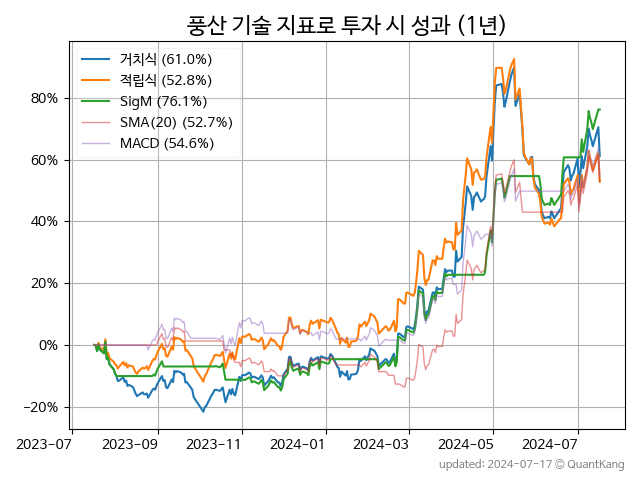 풍산 기술 지표로 투자 시 성과 (1년)
거치식 (61.0%)
적립식 (52.8%)
SigM (76.1%)
SMA(20) (52.7%)
MACD (54.6%)
80%
60%
40%
20%
0%
−20%
2023-07 2023-09 2023-11 2024-01 2024-03 2024-05 2024-07
updated: 2024-07-17 © QuantKang